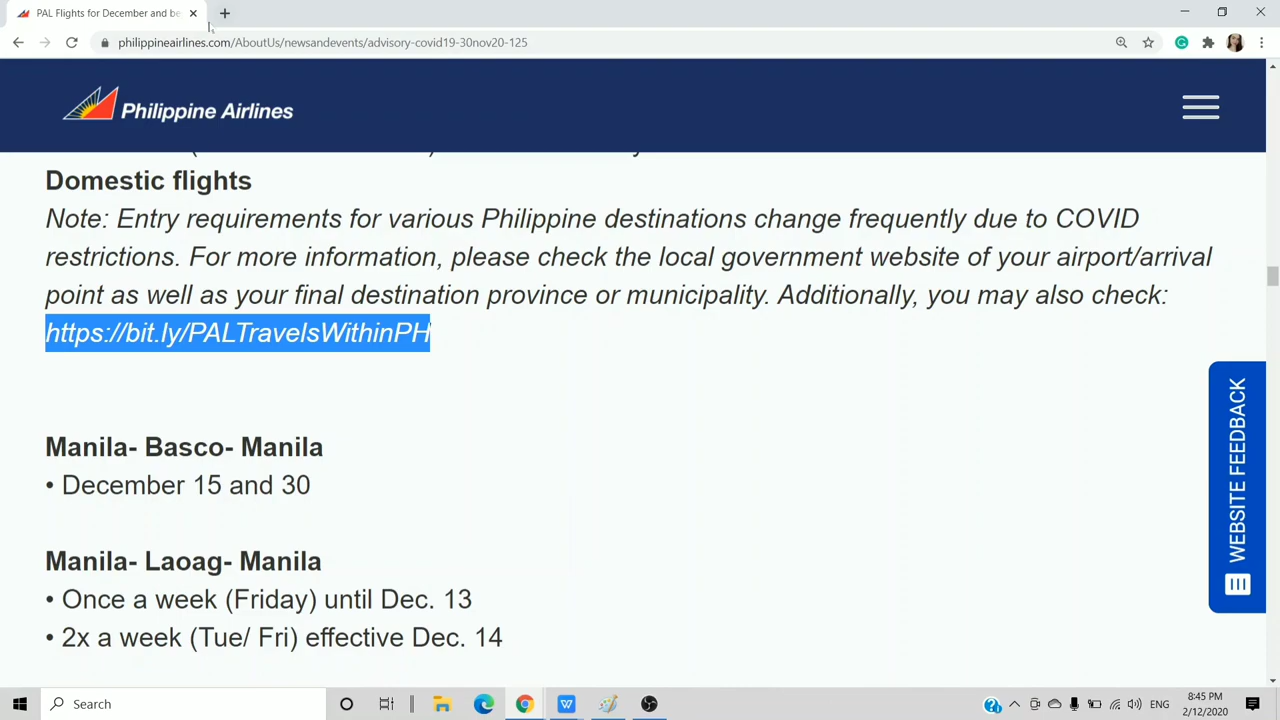 PAL Flights for December and be
philippineairlines.com/AboutUs/newsandevents/advisory-covid19-30nov20-125
Philippine Airlines
Domestic flights
Note: Entry requirements for various Philippine destinations change frequently due to COVID
restrictions. For more information, please check the local government website of your airport/arrival
point as well as your final destination province or municipality. Additionally, you may also check:
https://bit.ly/PALTravelsWithinPH
WEBSITE FEEDBACK
Manila- Basco- Manila
• December 15 and 30
Manila- Laoag- Manila
• Once a week (Friday) until Dec. 13
• 2x a week (Tue/ Fri) effective Dec. 14
Search
ENG
8:45 PM
2/12/2020